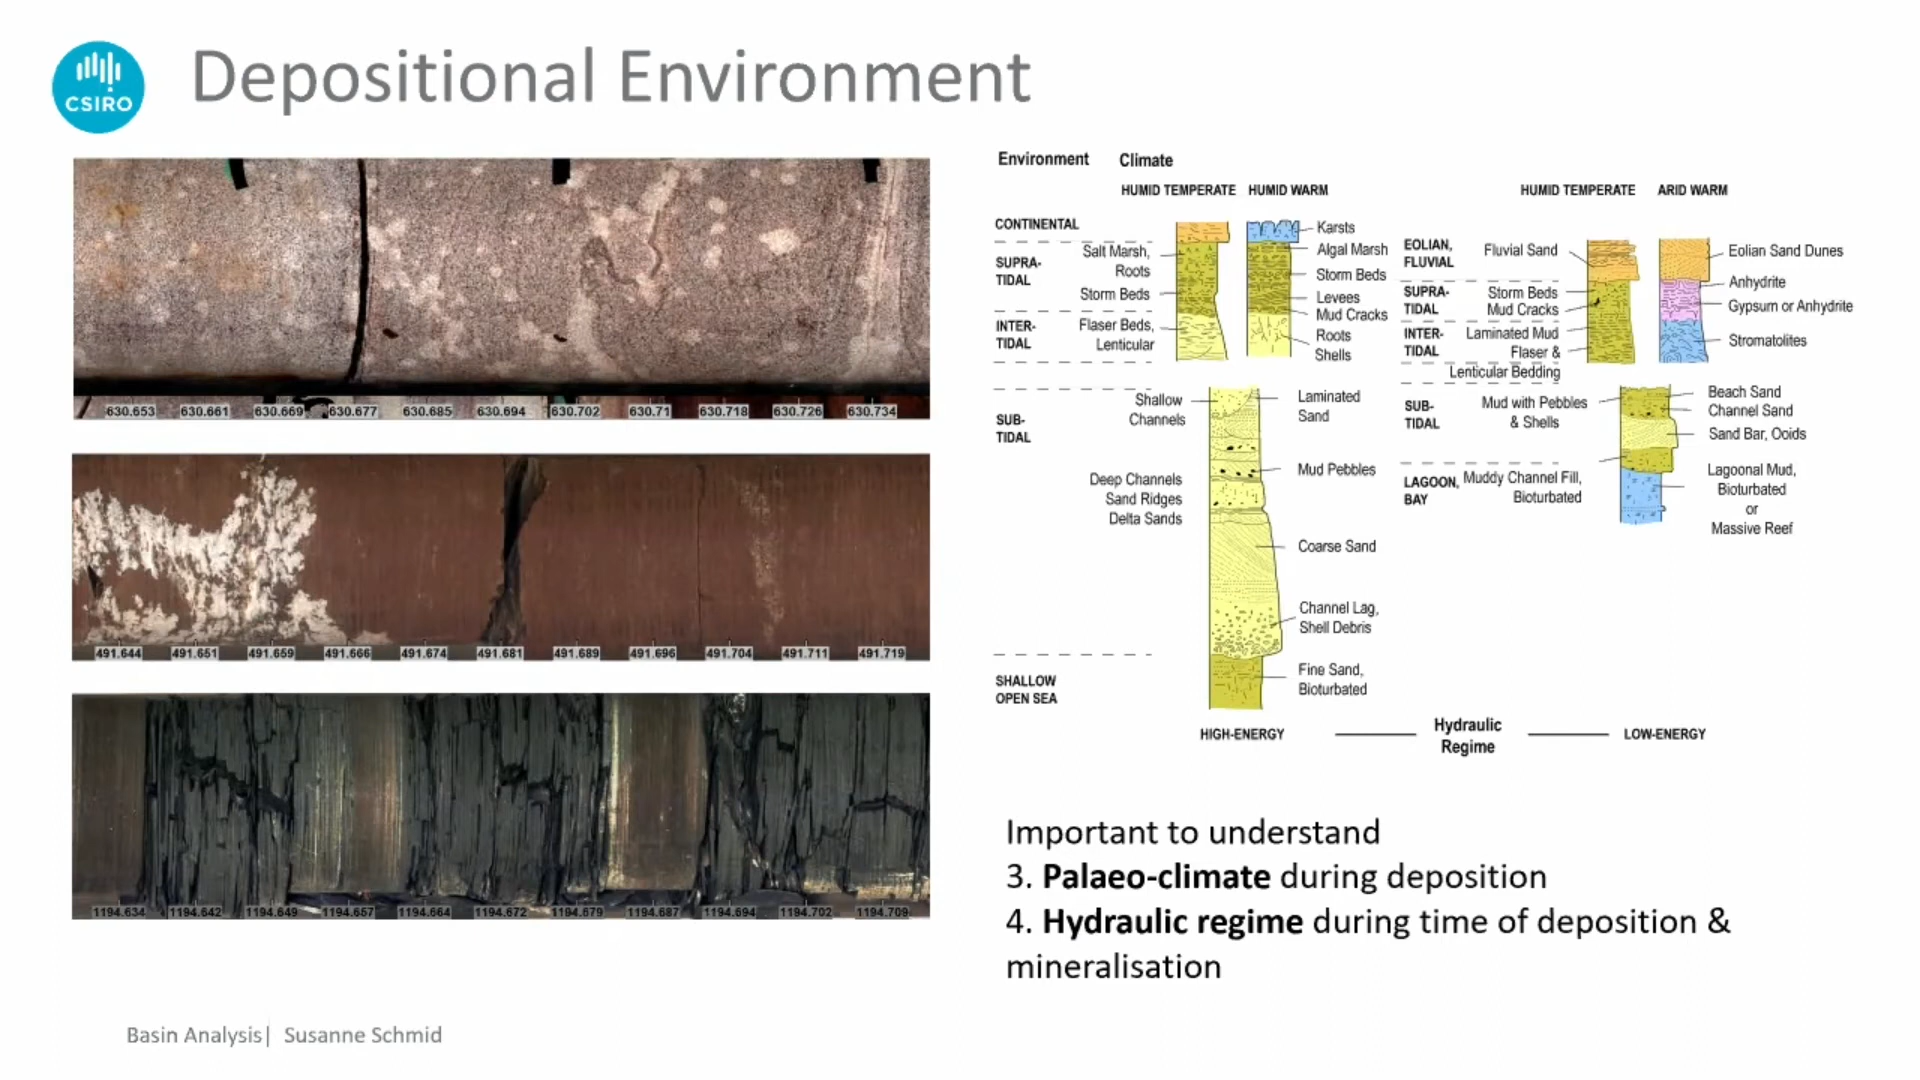 CSIRO
Depositional Environment
630.653 630.661 630.669 630.677 630.685 630.694 630.702 630.71 630.718 630.726 630.734
491.644 491.651 491.659 491.666 491.674 491.681 491.689 491.696 491.704 491.711 491.719
1194.634 1194.642 1194.649 1194.657 1194.664 1194.672 1194.679 1194.687 1194.694 1194.702 1194.709
Environment Climate
HUMID TEMPERATE HUMID WARM
CONTINENTAL
SUPRA-
TIDAL
INTER-
TIDAL
SUB-
TIDAL
SHALLOW
OPEN SEA
Salt Marsh,
Roots
Storm Beds
Flaser Beds,
Lenticular
Karsts
Algal Marsh
Storm Beds
Levees
Mud Cracks
Roots
Shells
Shallow
Channels
Deep Channels
Sand Ridges
Delta Sands
Laminated
Sand
Mud Pebbles
Coarse Sand
Channel Lag,
Shell Debris
Fine Sand,
Bioturbated
HUMID TEMPERATE ARID WARM
EOLIAN,
FLUVIAL
SUPRA-
TIDAL
INTER-
TIDAL
SUB-
TIDAL
LAGOON,
BAY
Fluvial Sand
Storm Beds
Mud Cracks
Laminated Mud
Flaser &
Lenticular Bedding
Eolian Sand Dunes
Anhydrite
Gypsum or Anhydrite
Stromatolites
Mud with Pebbles
& Shells
Muddy Channel Fill,
Bioturbated
Beach Sand
Channel Sand
Sand Bar, Ooids
Lagoonal Mud,
Bioturbated
or
Massive Reef
HIGH-ENERGY
Hydraulic
Regime
LOW-ENERGY
Important to understand
3. Palaeo-climate during deposition
4. Hydraulic regime during time of deposition &
mineralisation
Basin Analysis| Susanne Schmid